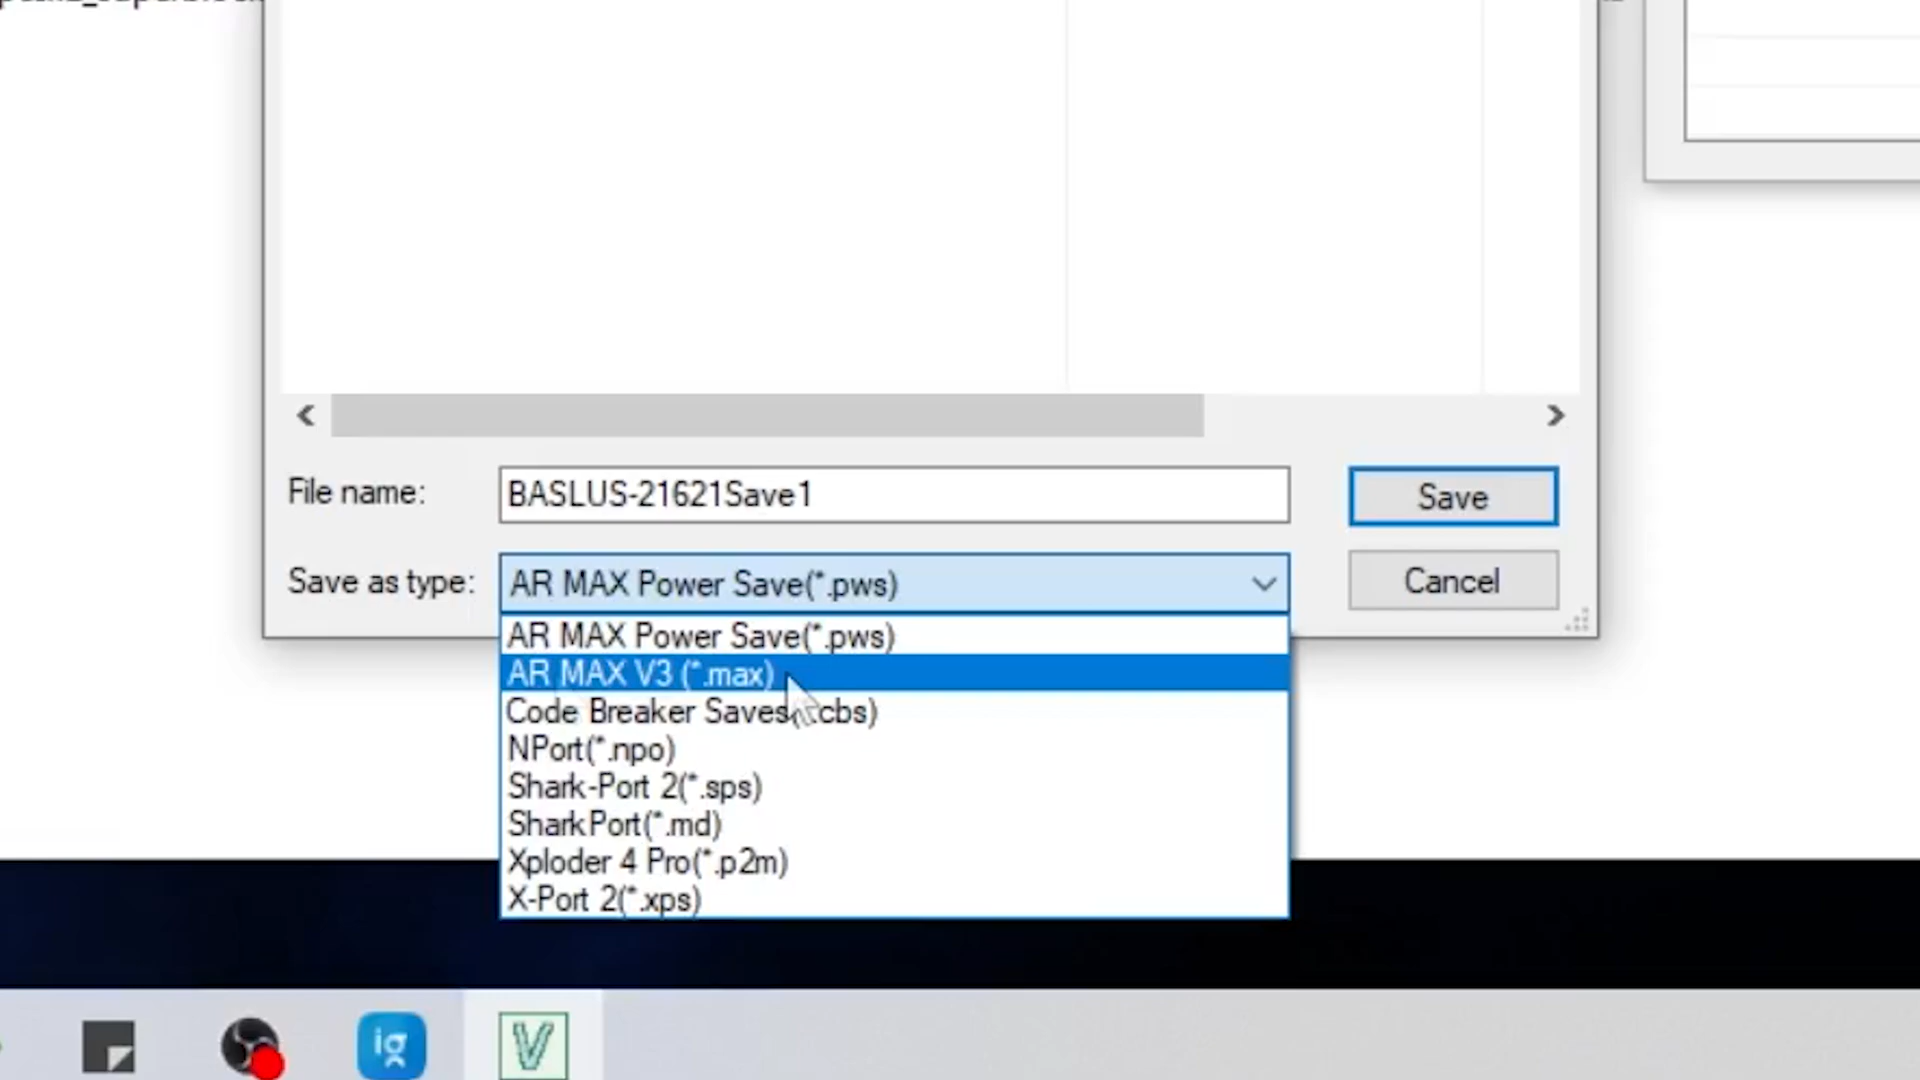 File name:
BASLUS-21621Save1
Save
Save as type:
AR MAX Power Save(*.pws)
Cancel
AR MAX Power Save(*.pws)
AR MAX V3 (*.max)
Code Breaker Saves .cbs)
NPort(*.npo)
Shark-Port 2(*.sps)
SharkPort(*.md)
Xploder 4 Pro(*.p2m)
X-Port 2(*.xps)
ig
V